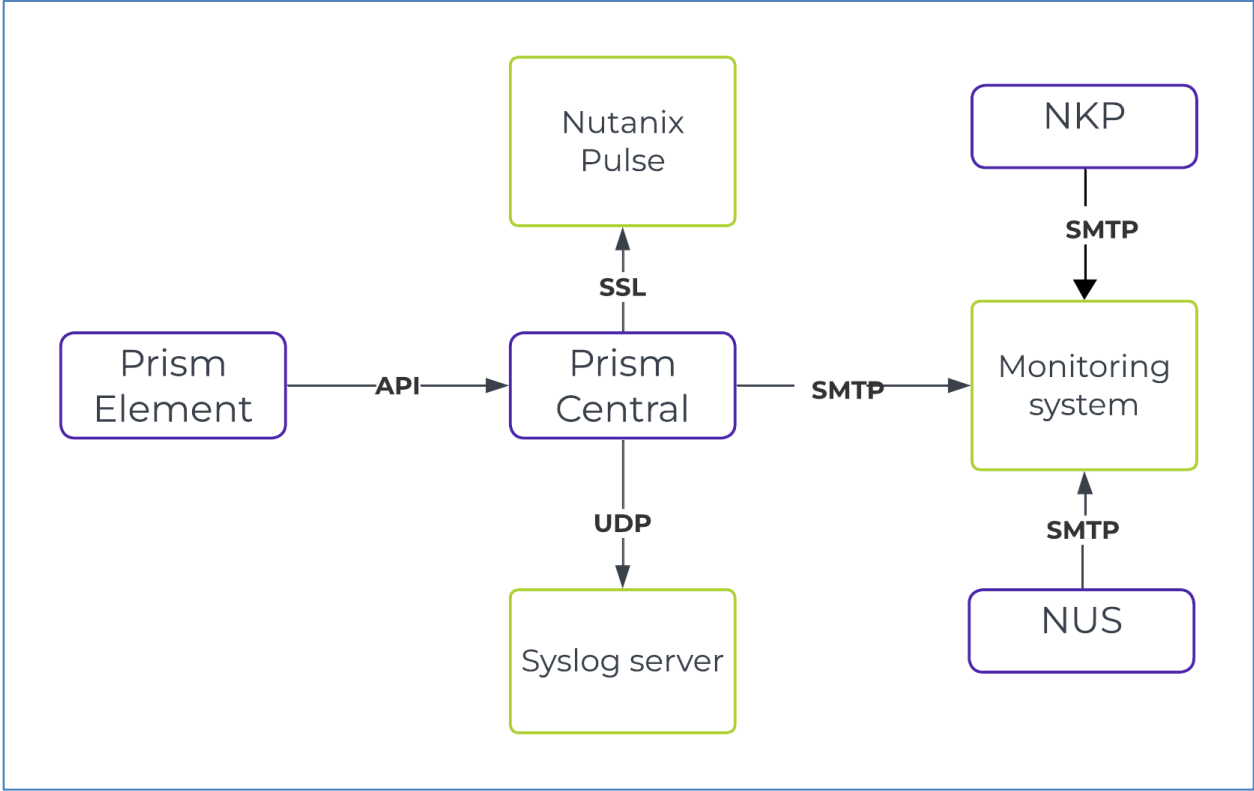 Nutanix
Pulse
NKP
SMTP
SSL
Prism
Element
API
Prism
Central
SMTP
Monitoring
system
UDP
SMTP
Syslog server
NUS